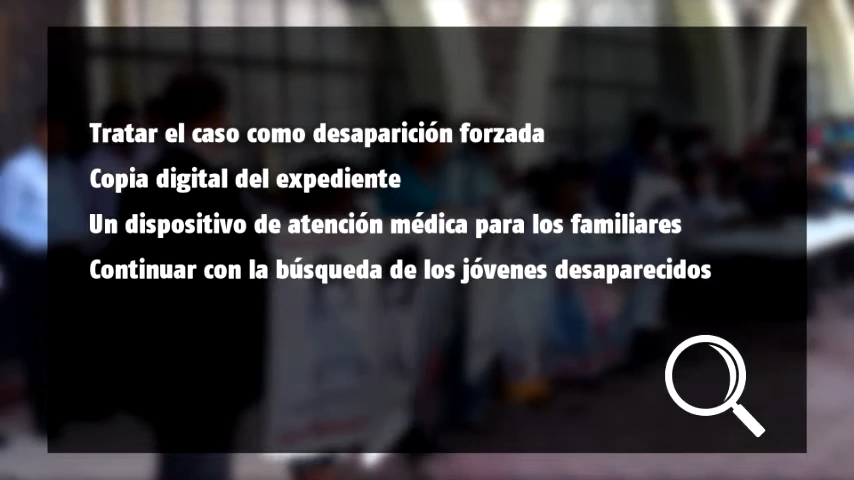 Tratar el caso como desaparición forzada
Copia digital del expediente
Un dispositivo de atención médica para los familiares
Continuar con la búsqueda de los jóvenes desaparecidos